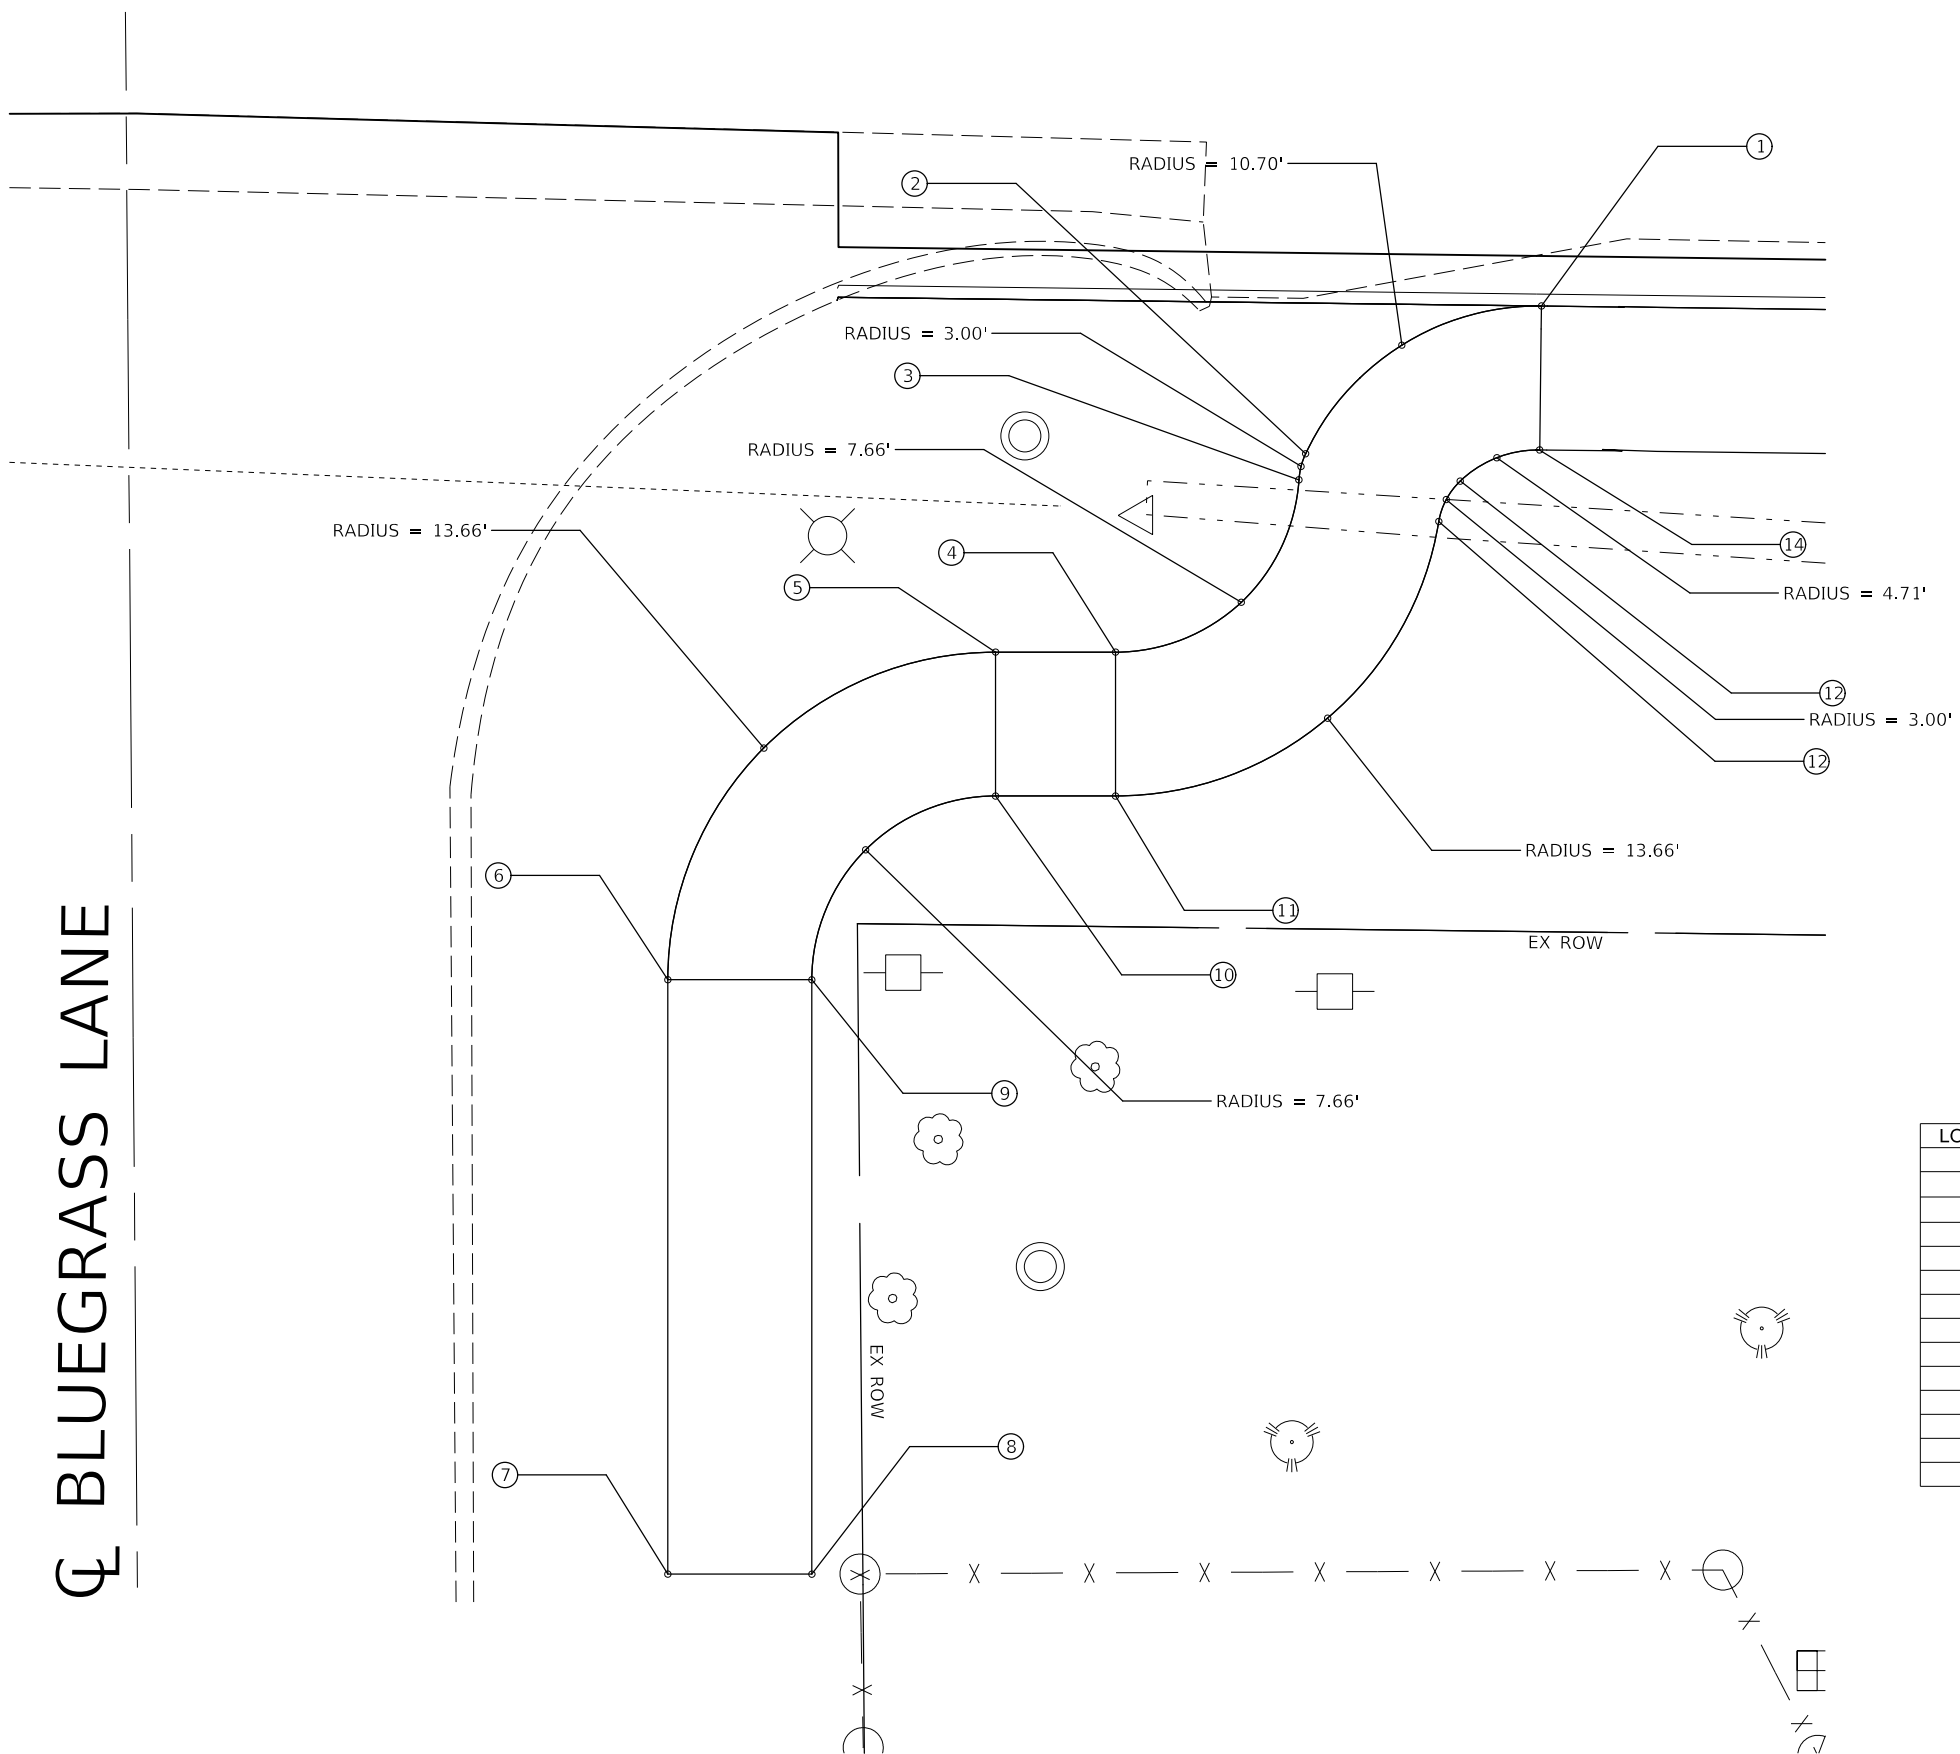 1
RADIUS = 10.70'
2
RADIUS = 3.00'
3
RADIUS = 7.66'
RADIUS = 13.66'
4
14
5
RADIUS = 4.71'
12
RADIUS = 3.00'
12
RADIUS = 13.66'
6
11
EX ROW
10
9
RADIUS = 7.66'
℄ BLUEGRASS LANE
EX ROW
8
7